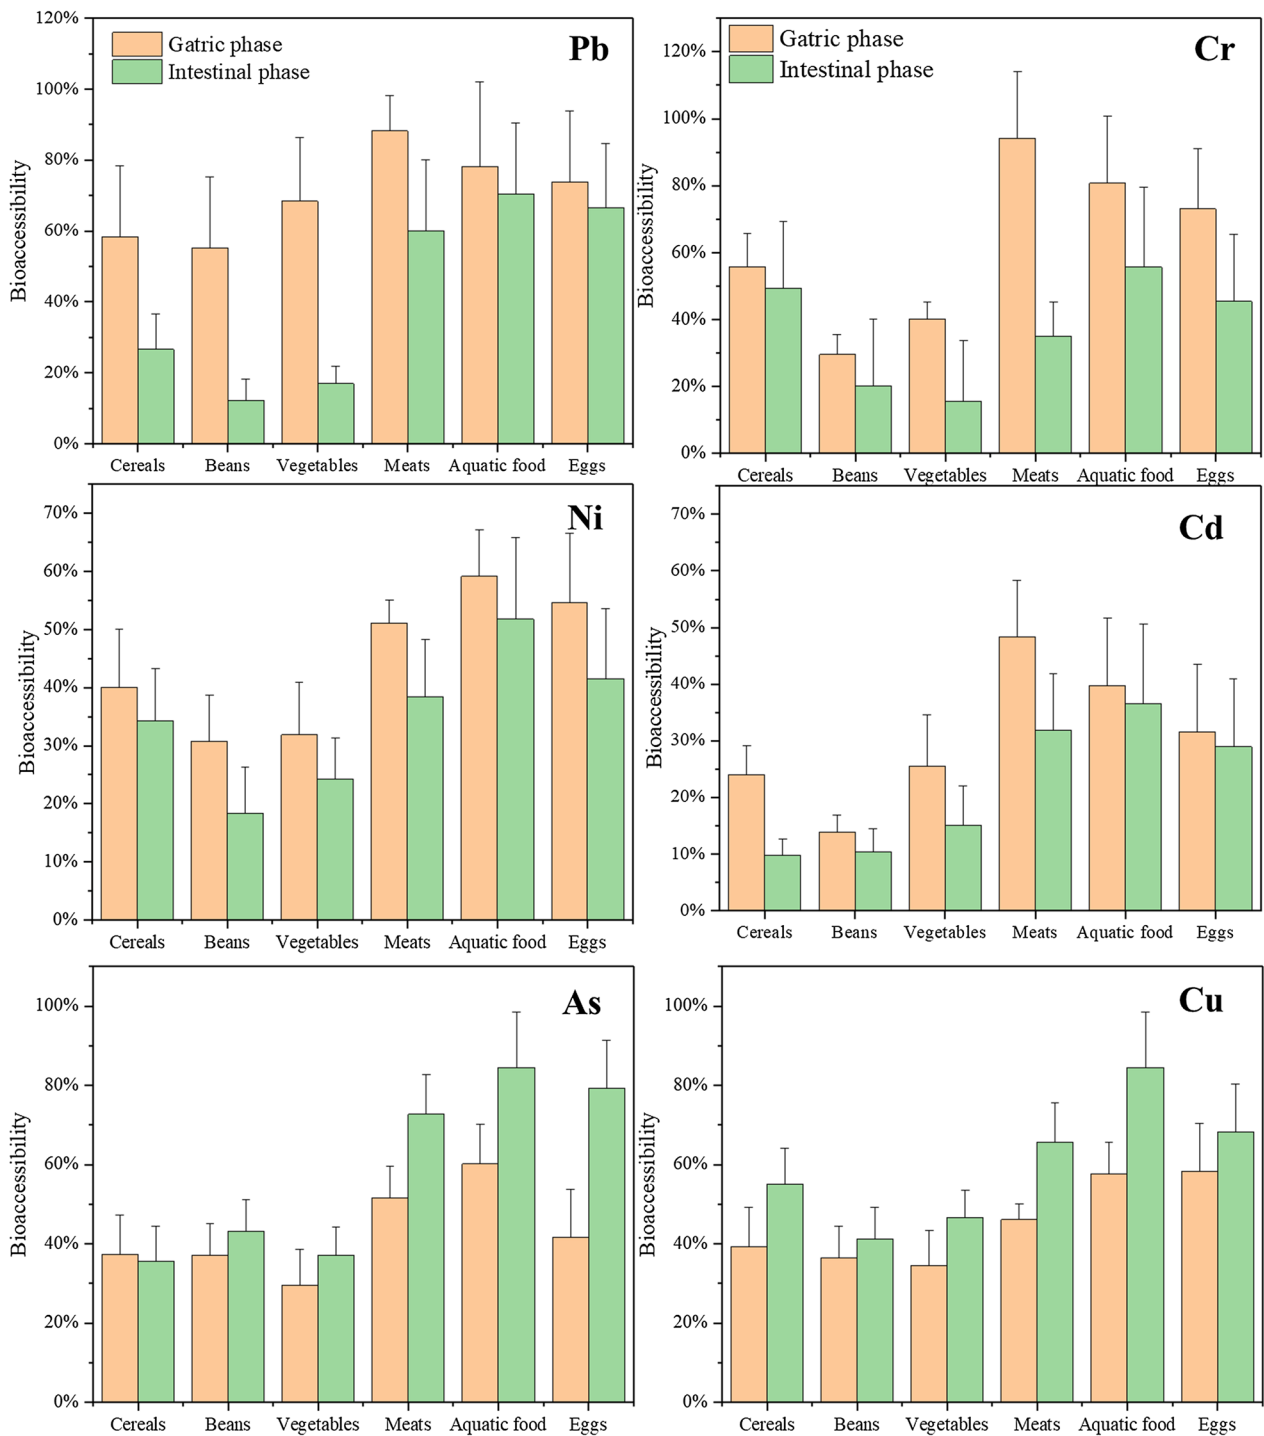 Pb
Gatric phase
Intestinal phase
Bioaccessibility
120%
100%
80%
60%
40%
20%
0%
Cereals Beans Vegetables Meats Aquatic food Eggs
Cr
Gatric phase
Intestinal phase
Bioaccessibility
120%
100%
80%
60%
40%
20%
0%
Cereals Beans Vegetables Meats Aquatic food Eggs
Ni
Bioaccessibility
70%
60%
50%
40%
30%
20%
10%
0%
Cereals Beans Vegetables Meats Aquatic food Eggs
Cd
Bioaccessibility
70%
60%
50%
40%
30%
20%
10%
0%
Cereals Beans Vegetables Meats Aquatic food Eggs
As
Bioaccessibility
100%
80%
60%
40%
20%
0%
Cereals Beans Vegetables Meats Aquatic food Eggs
Cu
Bioaccessibility
100%
80%
60%
40%
20%
0%
Cereals Beans Vegetables Meats Aquatic food Eggs